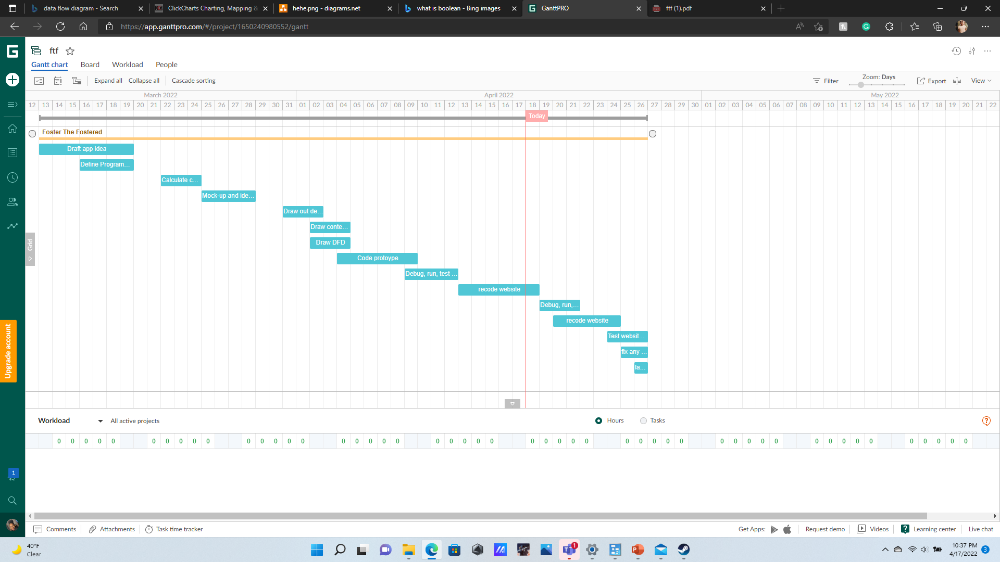 data flow diagram - Search
ClickCharts Charting, Mapping &
hehe.png - diagrams.net
what is boolean - Bing images
GanttPRO
ftf (1).pdf
https://app.ganttpro.com/#/project/1650240980552/gantt
ftf
Gantt chart Board Workload People
Expand all Collapse all Cascade sorting
Filter Zoom: Days Export View
March 2022 April 2022 May 2022
12 13 14 15 16 17 18 19 20 21 22 23 24 25 26 27 28 29 30 31 01 02 03 04 05 06 07 08 09 10 11 12 13 14 15 16 17 18 19 20 21 22 23 24 25 26 27 28 29 30 01 02 03 04 05 06 07 08 09 10 11 12 13 14 15 16 17 18 19 20 21 22
Today
Foster The Fostered
Draft app idea
Define Program...
Calculate c...
Mock-up and ide...
Draw out de...
Draw conte...
Draw DFD
Code protoype
Debug, run, test ...
recode website
Debug, run,...
recode website
Test websit...
fix any ...
la...
Grid
Upgrade account
Workload All active projects Hours Tasks
0 0 0 0 0 0 0 0 0 0 0 0 0 0 0 0 0 0 0 0 0 0 0 0 0 0 0 0 0 0 0 0 0 0 0 0 0 0 0 0 0 0 0 0 0 0 0 0 0 0
1
Comments Attachments Task time tracker
Get Apps: Request demo Videos Learning center Live chat
40°F
Clear
1
10:37 PM
4/17/2022
3